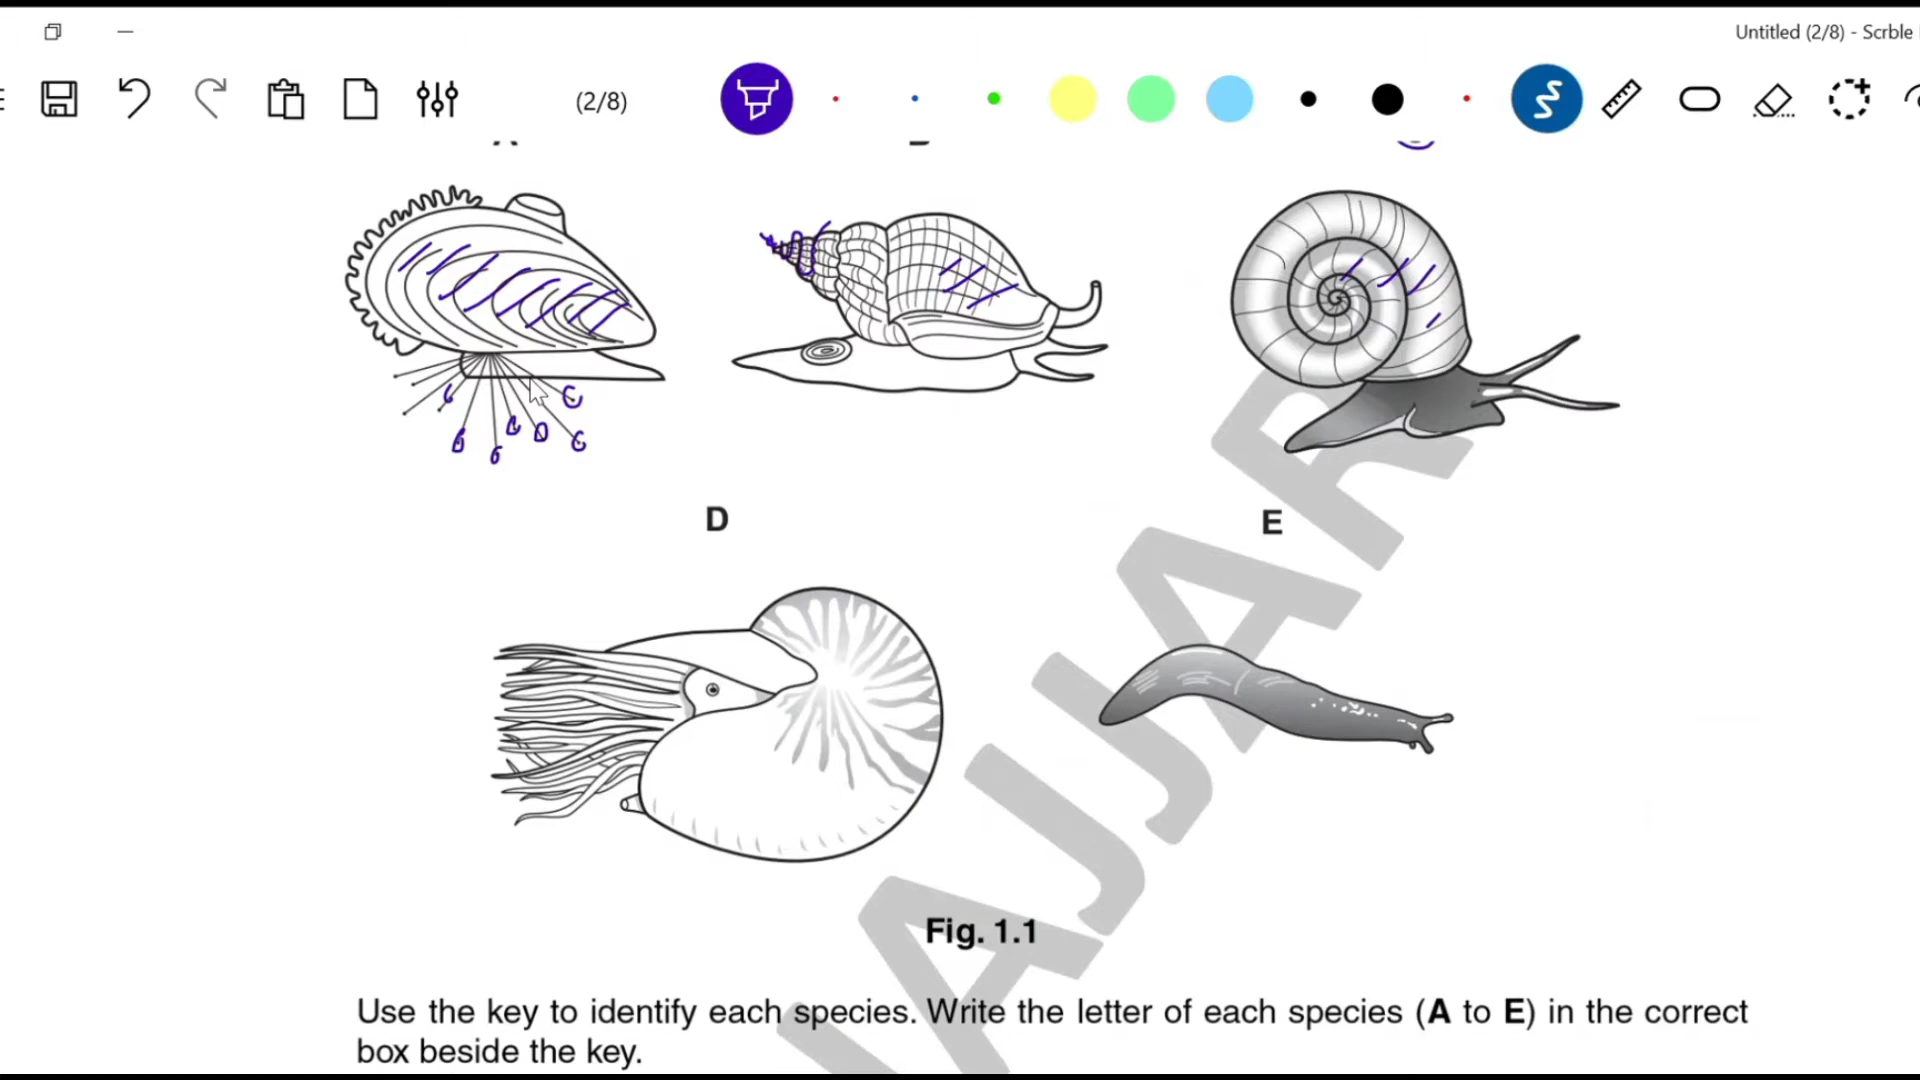 Untitled (2/8) - Scrble
(2/8)
D
E
Fig. 1.1
Use the key to identify each species. Write the letter of each species (A to E) in the correct
box beside the key.